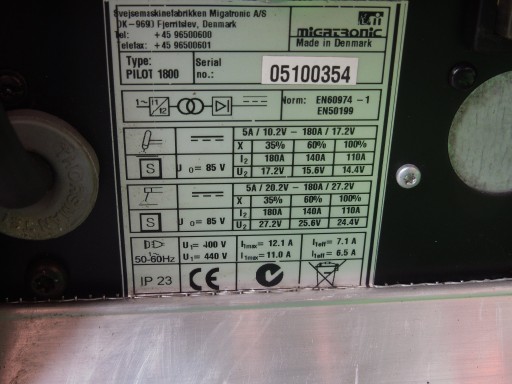 Svejsemaskinefabrikken Migatronic A/S
DK-9690 Fjerritslev, Denmark
Tel: +45 96500600
Telefax: +45 96500601
MIGATRONIC
Made in Denmark
Type: PILOT 1800
Serial no.: 05100354
1~ f1 f2
Norm: EN60974-1
EN50199
5A / 10.2V - 180A / 17.2V
X 35% 60% 100%
I2 180A 140A 110A
S U0= 85 V U2 17.2V 15.6V 14.4V
5A / 20.2V - 180A / 27.2V
X 35% 60% 100%
I2 180A 140A 110A
S U0= 85 V U2 27.2V 25.6V 24.4V
U1= 400 V I1max= 12.1 A I1eff= 7.1 A
50-60Hz U1= 440 V I1max= 11.0 A I1eff= 6.5 A
IP 23 CE